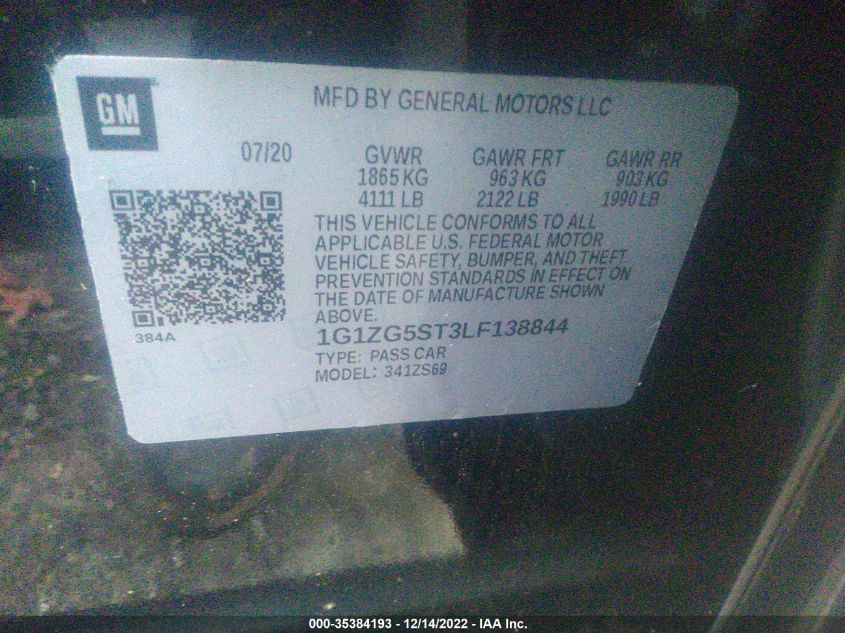 GM
MFD BY GENERAL MOTORS LLC
07/20 GVWR GAWR FRT GAWR RR
1865 KG 963 KG 903 KG
4111 LB 2122 LB 1990 LB
THIS VEHICLE CONFORMS TO ALL
APPLICABLE U.S. FEDERAL MOTOR
VEHICLE SAFETY, BUMPER, AND THEFT
PREVENTION STANDARDS IN EFFECT ON
THE DATE OF MANUFACTURE SHOWN
ABOVE.
384A
1G1ZG5ST3LF138844
TYPE: PASS CAR
MODEL: 341ZS69
000-35384193 - 12/14/2022 - IAA Inc.